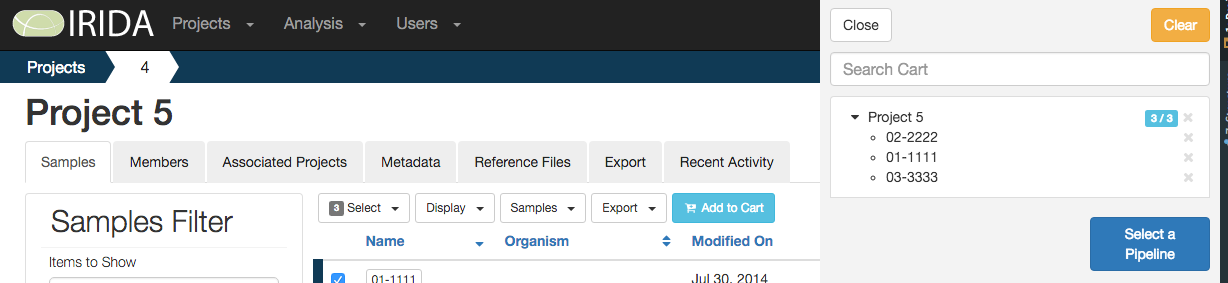 IRIDA Projects Analysis Users
Projects 4
Project 5
Samples Members Associated Projects Metadata Reference Files Export Recent Activity
Samples Filter
Items to Show
3 Select Display Samples Export Add to Cart
Name Organism Modified On
01-1111 Jul 30, 2014
Close Clear
Search Cart
Project 5 3 / 3
02-2222
01-1111
03-3333
Select a
Pipeline